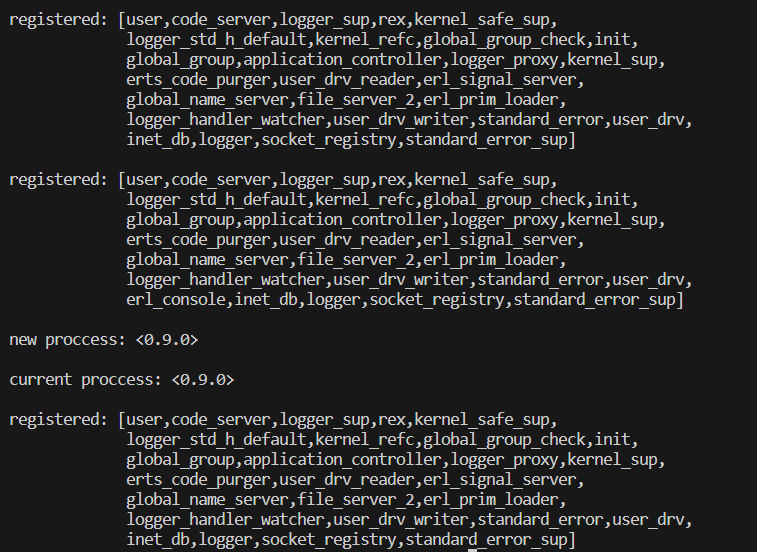 registered: [user,code_server,logger_sup,rex,kernel_safe_sup,
logger_std_h_default,kernel_refc,global_group_check,init,
global_group,application_controller,logger_proxy,kernel_sup,
erts_code_purger,user_drv_reader,erl_signal_server,
global_name_server,file_server_2,erl_prim_loader,
logger_handler_watcher,user_drv_writer,standard_error,user_drv,
inet_db,logger,socket_registry,standard_error_sup]
registered: [user,code_server,logger_sup,rex,kernel_safe_sup,
logger_std_h_default,kernel_refc,global_group_check,init,
global_group,application_controller,logger_proxy,kernel_sup,
erts_code_purger,user_drv_reader,erl_signal_server,
global_name_server,file_server_2,erl_prim_loader,
logger_handler_watcher,user_drv_writer,standard_error,user_drv,
erl_console,inet_db,logger,socket_registry,standard_error_sup]
new proccess: <0.9.0>
current proccess: <0.9.0>
registered: [user,code_server,logger_sup,rex,kernel_safe_sup,
logger_std_h_default,kernel_refc,global_group_check,init,
global_group,application_controller,logger_proxy,kernel_sup,
erts_code_purger,user_drv_reader,erl_signal_server,
global_name_server,file_server_2,erl_prim_loader,
logger_handler_watcher,user_drv_writer,standard_error,user_drv,
inet_db,logger,socket_registry,standard_error_sup]